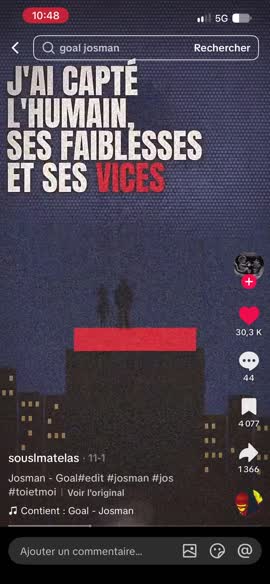 10:48
5G
goal josman
Rechercher
J'AI CAPTÉ
L'HUMAIN,
SES FAIBLESSES
ET SES VICES
30,3 K
44
4 077
1 366
souslmatelas · 11-1
Josman - Goal#edit #josman #jos
#toietmoi | Voir l'original
Contient : Goal - Josman
Ajouter un commentaire...